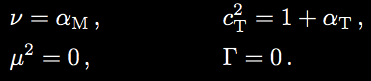 ν = α_M , c_T^2 = 1 + α_T ,
μ^2 = 0 , Γ = 0 .